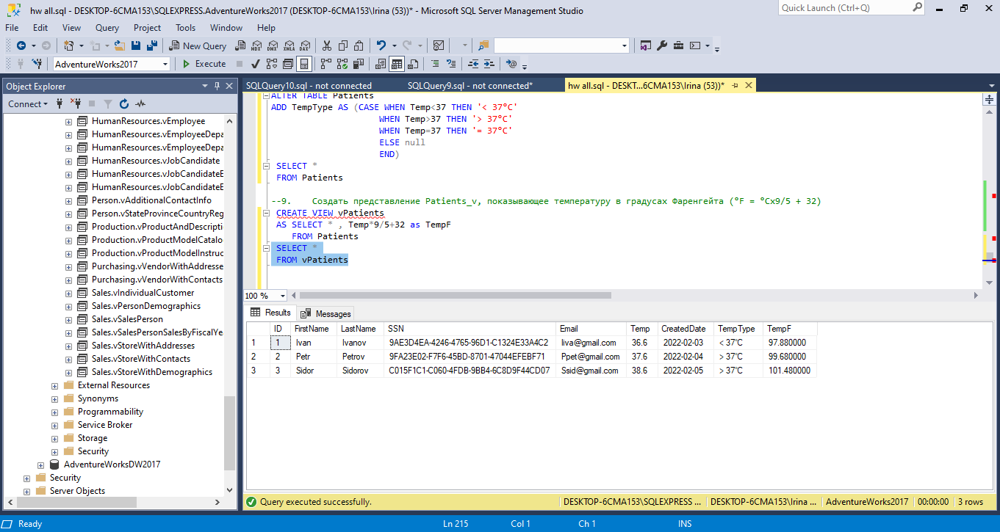 hw all.sql - DESKTOP-6CMA153\SQLEXPRESS.AdventureWorks2017 (DESKTOP-6CMA153\Irina (53))* - Microsoft SQL Server Management Studio
Quick Launch (Ctrl+Q)
File Edit View Query Project Tools Window Help
New Query MDX DMX XMLA DAX
AdventureWorks2017 Execute
Object Explorer
Connect
HumanResources.vEmployee
HumanResources.vEmployeeDepa
HumanResources.vEmployeeDepa
HumanResources.vJobCandidate
HumanResources.vJobCandidateE
HumanResources.vJobCandidateE
Person.vAdditionalContactInfo
Person.vStateProvinceCountryReg
Production.vProductAndDescripti
Production.vProductModelCatalo
Production.vProductModelInstruc
Purchasing.vVendorWithAddresse
Purchasing.vVendorWithContacts
Sales.vIndividualCustomer
Sales.vPersonDemographics
Sales.vSalesPerson
Sales.vSalesPersonSalesByFiscalYe
Sales.vStoreWithAddresses
Sales.vStoreWithContacts
Sales.vStoreWithDemographics
External Resources
Synonyms
Programmability
Service Broker
Storage
Security
AdventureWorksDW2017
Security
Server Objects
SQLQuery10.sql - not connected SQLQuery9.sql - not connected* hw all.sql - DESKT...6CMA153\Irina (53))*
ALTER TABLE Patients
ADD TempType AS (CASE WHEN Temp<37 THEN '< 37°C'
WHEN Temp>37 THEN '> 37°C'
WHEN Temp=37 THEN '= 37°C'
ELSE null
END)
SELECT *
FROM Patients
--9. Создать представление Patients_v, показывающее температуру в градусах Фаренгейта (°F = °Cx9/5 + 32)
CREATE VIEW vPatients
AS SELECT * , Temp*9/5+32 as TempF
FROM Patients
SELECT *
FROM vPatients
100 %
Results Messages
ID FirstName LastName SSN Email Temp CreatedDate TempType TempF
1 1 Ivan Ivanov 9AE3D4EA-4246-4765-96D1-C1324E33A4C2 Iiva@gmail.com 36.6 2022-02-03 < 37°C 97.880000
2 2 Petr Petrov 9FA23E02-F7F6-45BD-8701-47044EFEBF71 Ppet@gmail.com 37.6 2022-02-04 > 37°C 99.680000
3 3 Sidor Sidorov C015F1C1-C060-4FDB-9BB4-6C8D9F44CD07 Ssid@gmail.com 38.6 2022-02-05 > 37°C 101.480000
Query executed successfully. DESKTOP-6CMA153\SQLEXPRESS ... DESKTOP-6CMA153\Irina ... AdventureWorks2017 00:00:00 3 rows
Ready Ln 215 Col 1 Ch 1 INS